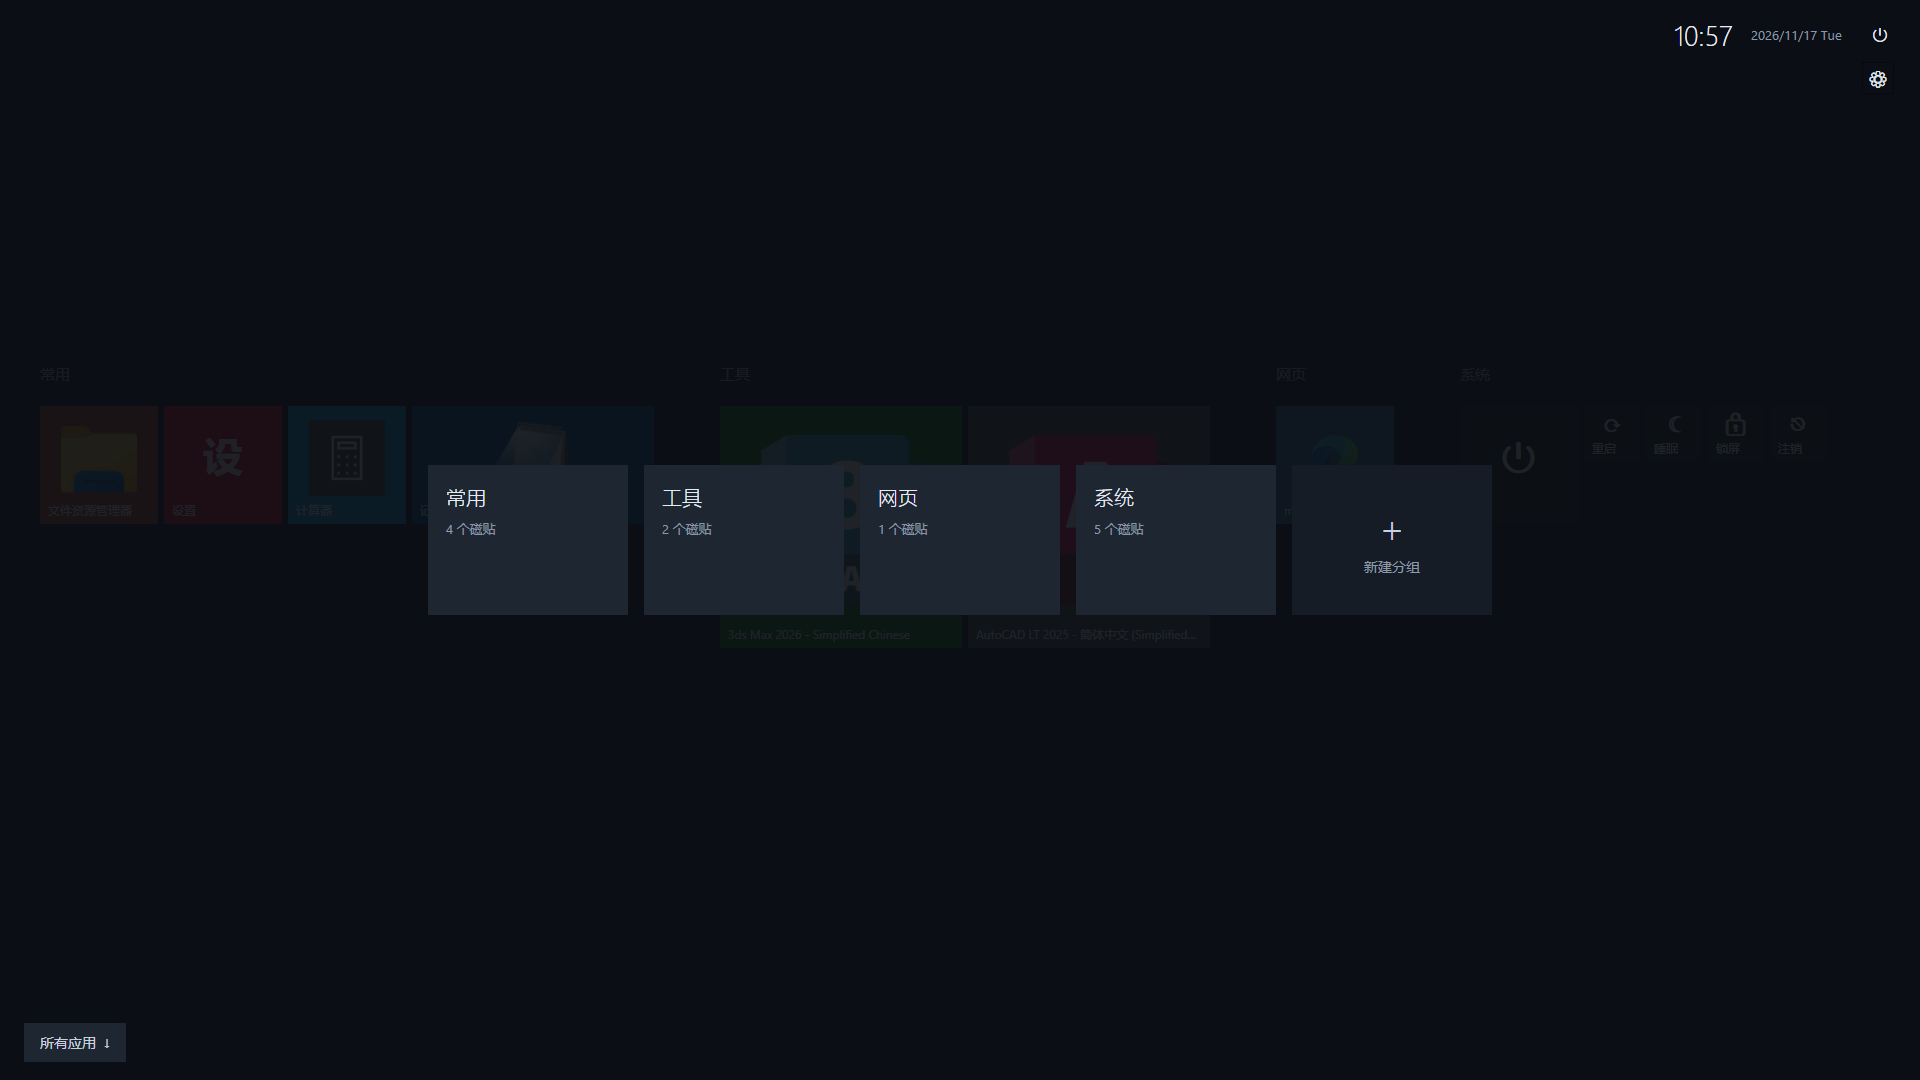 10:57
2026/11/17 Tue
常用
工具
网页
系统
设
文件资源管理器
设置
计算器
重启
睡眠
锁屏
注销
常用
4 个磁贴
工具
2 个磁贴
网页
1 个磁贴
系统
5 个磁贴
+
新建分组
3ds Max 2026 - Simplified Chinese
AutoCAD LT 2025 - 简体中文 (Simplified...
所有应用 ↓